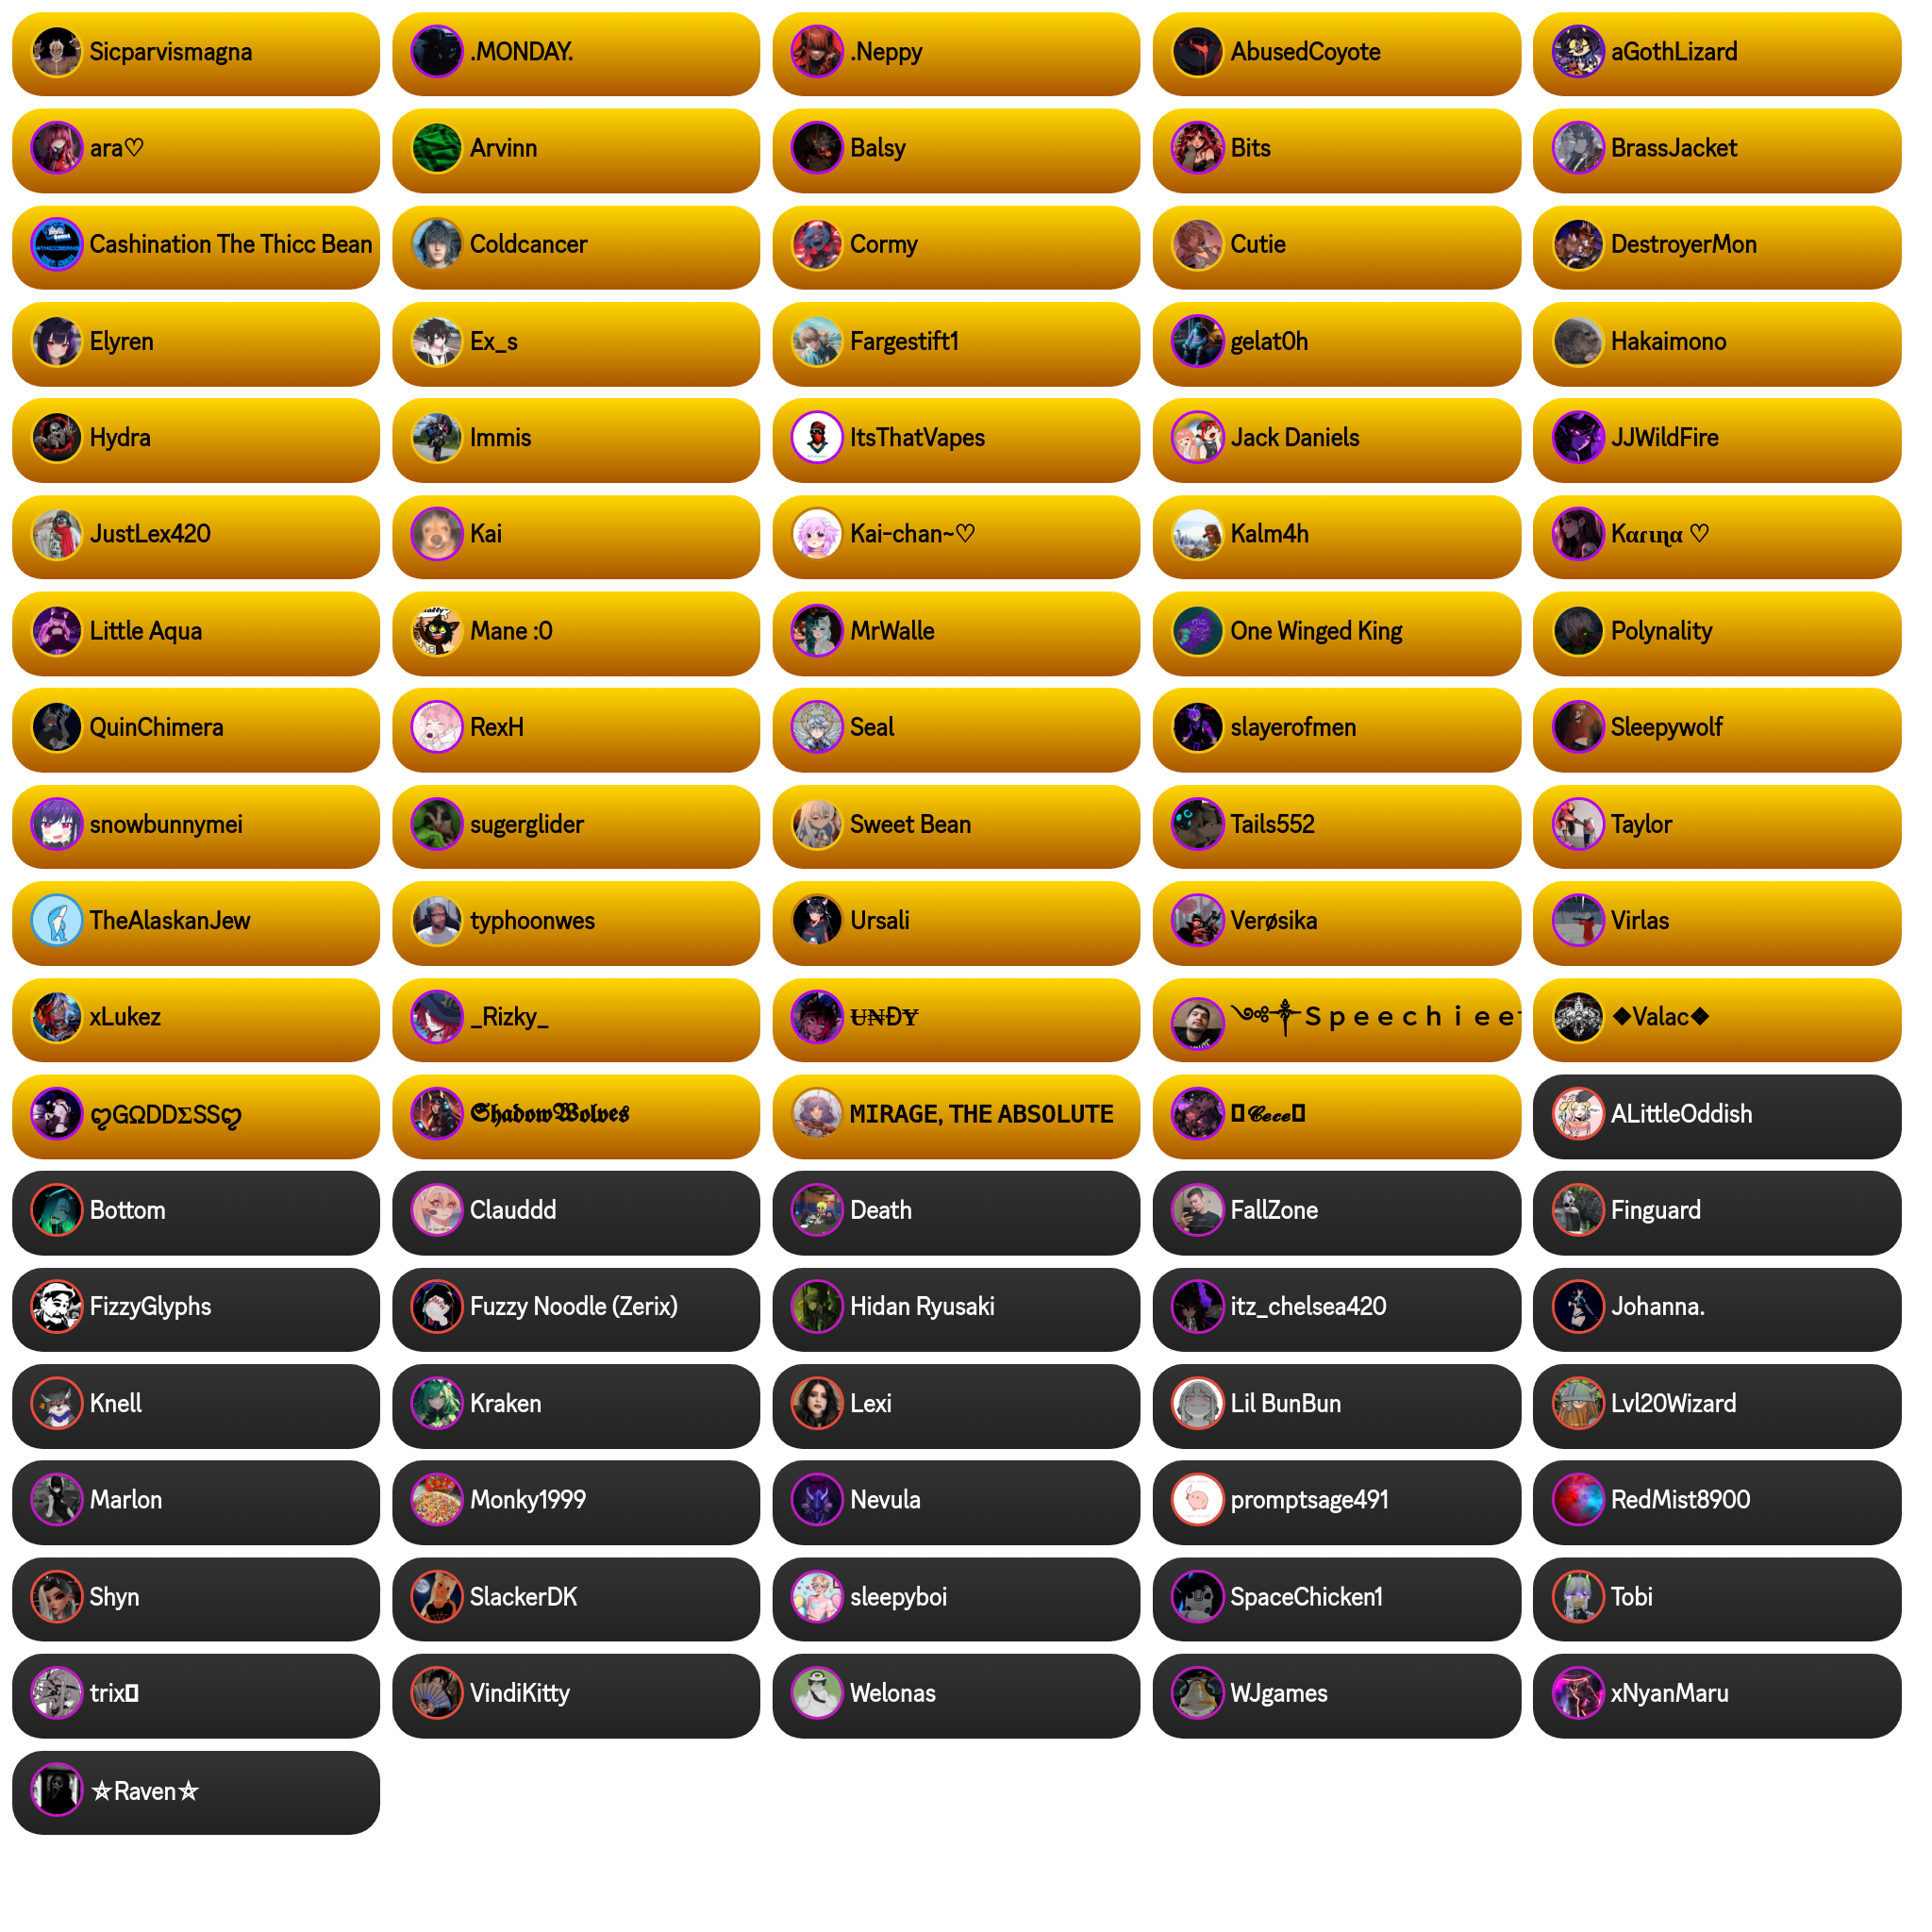 Sicparvismagna
.MONDAY.
.Neppy
AbusedCoyote
aGothLizard
ara♡
Arvinn
Balsy
Bits
BrassJacket
Cashination The Thicc Bean
Coldcancer
Cormy
Cutie
DestroyerMon
Elyren
Ex_s
Fargestift1
gelat0h
Hakaimono
Hydra
Immis
ItsThatVapes
Jack Daniels
JJWildFire
JustLex420
Kai
Kai-chan~♡
Kalm4h
Kαɾιɳα ♡
Little Aqua
Mane :0
MrWalle
One Winged King
Polynality
QuinChimera
RexH
Seal
slayerofmen
Sleepywolf
snowbunnymei
sugerglider
Sweet Bean
Tails552
Taylor
TheAlaskanJew
typhoonwes
Ursali
Verøsika
Virlas
xLukez
_Rizky_
U̶N̶ĐY̶
༺༒Ｓｐｅｅｃｈｉｅｅ
❖Valac❖
ღGΩDDΣSSღ
𝕾𝖍𝖆𝖉𝖔𝖜𝖂𝖔𝖑𝖛𝖊𝖘
MIRAGE, THE ABSOLUTE
𝓒𝓮𝓬𝓮
ALittleOddish
Bottom
Clauddd
Death
FallZone
Finguard
FizzyGlyphs
Fuzzy Noodle (Zerix)
Hidan Ryusaki
itz_chelsea420
Johanna.
Knell
Kraken
Lexi
Lil BunBun
Lvl20Wizard
Marlon
Monky1999
Nevula
promptsage491
RedMist8900
Shyn
SlackerDK
sleepyboi
SpaceChicken1
Tobi
trix
VindiKitty
Welonas
WJgames
xNyanMaru
⛤Raven⛤